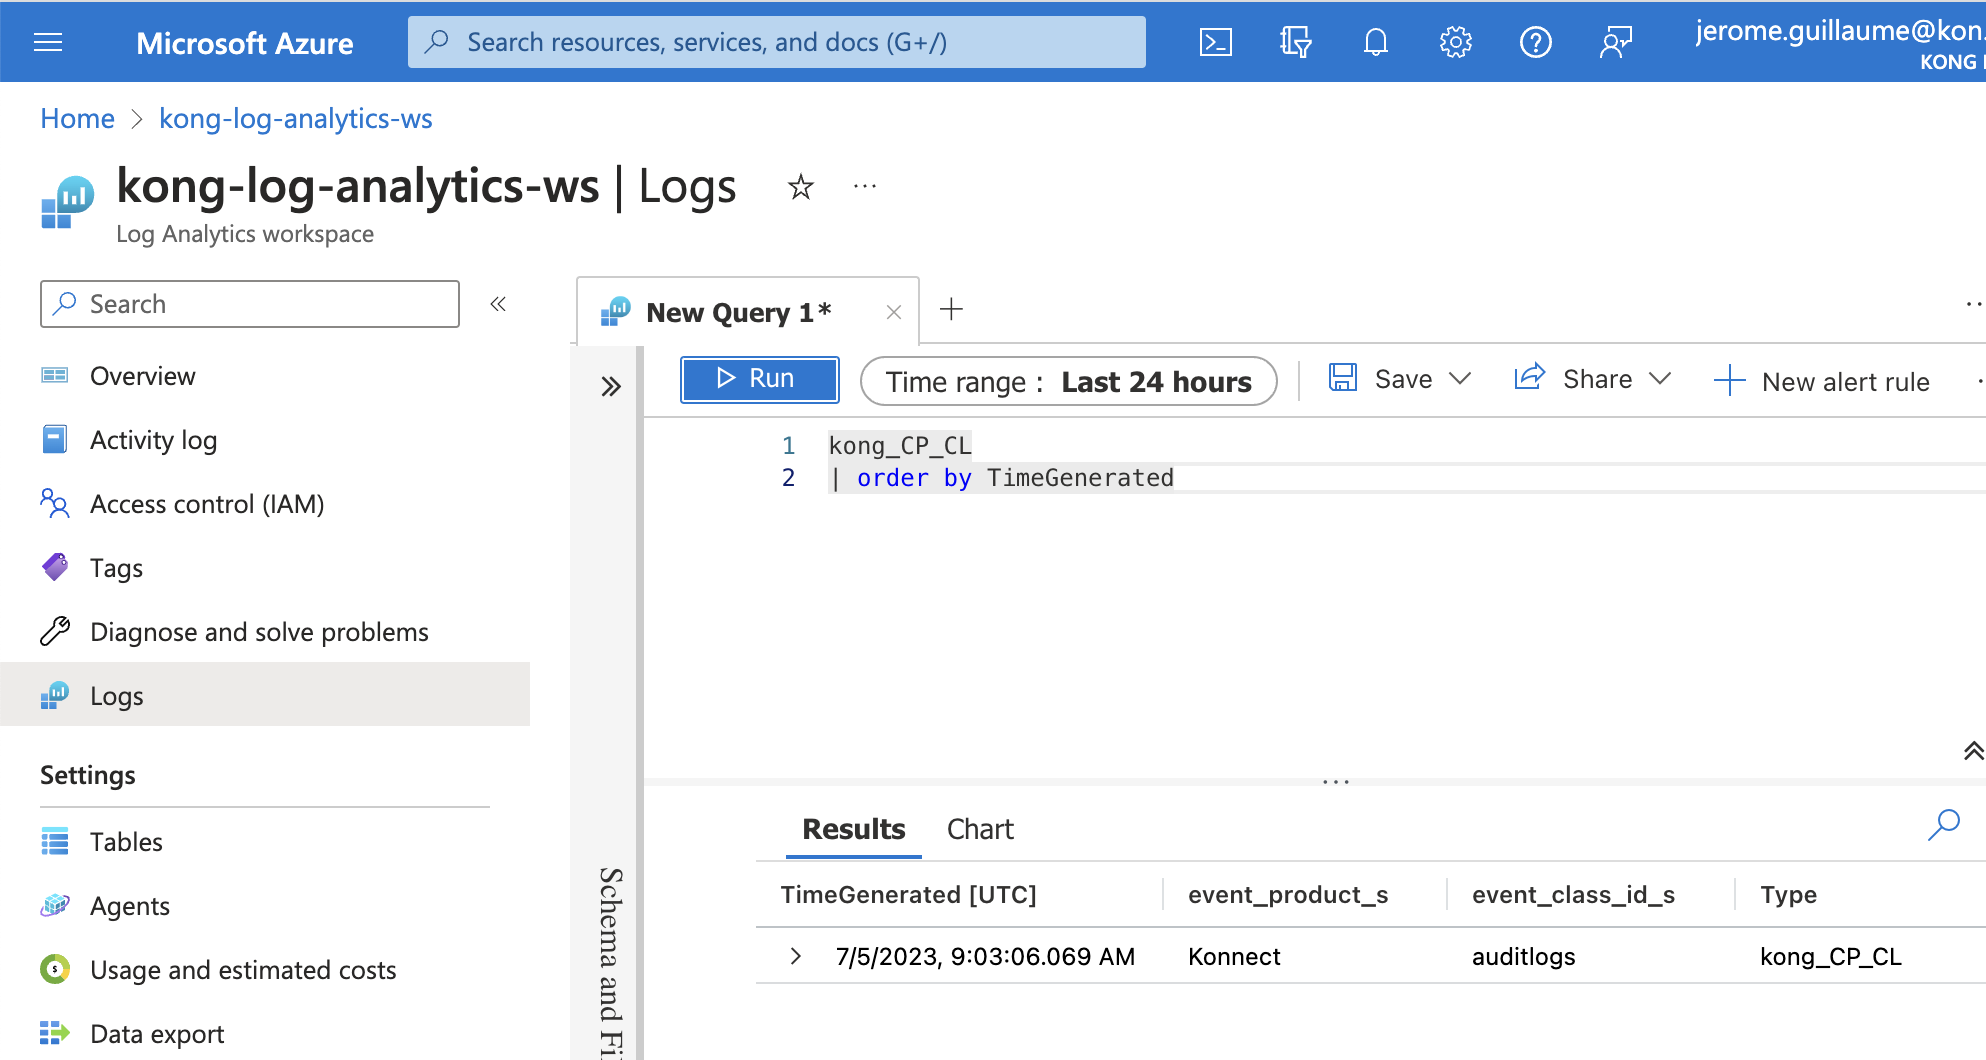 Microsoft Azure
Search resources, services, and docs (G+/)
jerome.guillaume@kon.
KONG
Home > kong-log-analytics-ws
kong-log-analytics-ws | Logs
Log Analytics workspace
Search
Overview
Activity log
Access control (IAM)
Tags
Diagnose and solve problems
Logs
Settings
Tables
Agents
Usage and estimated costs
Data export
New Query 1*
Run
Time range : Last 24 hours
Save
Share
New alert rule
1 kong_CP_CL
2 | order by TimeGenerated
Schema and Fi
Results
Chart
TimeGenerated [UTC] event_product_s event_class_id_s Type
7/5/2023, 9:03:06.069 AM Konnect auditlogs kong_CP_CL